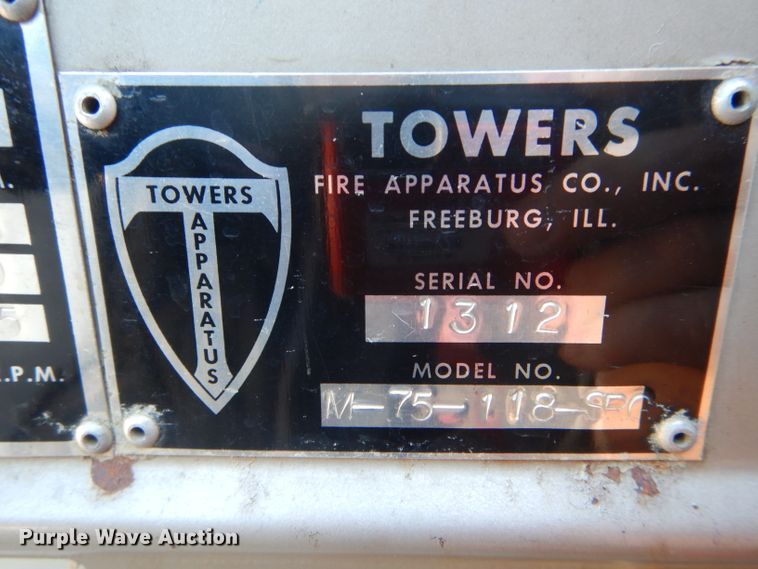 TOWERS
FIRE APPARATUS CO., INC.
FREEBURG, ILL.
SERIAL NO.
1312
MODEL NO.
TOWERS
APPARATUS
.P.M.
Purple Wave Auction